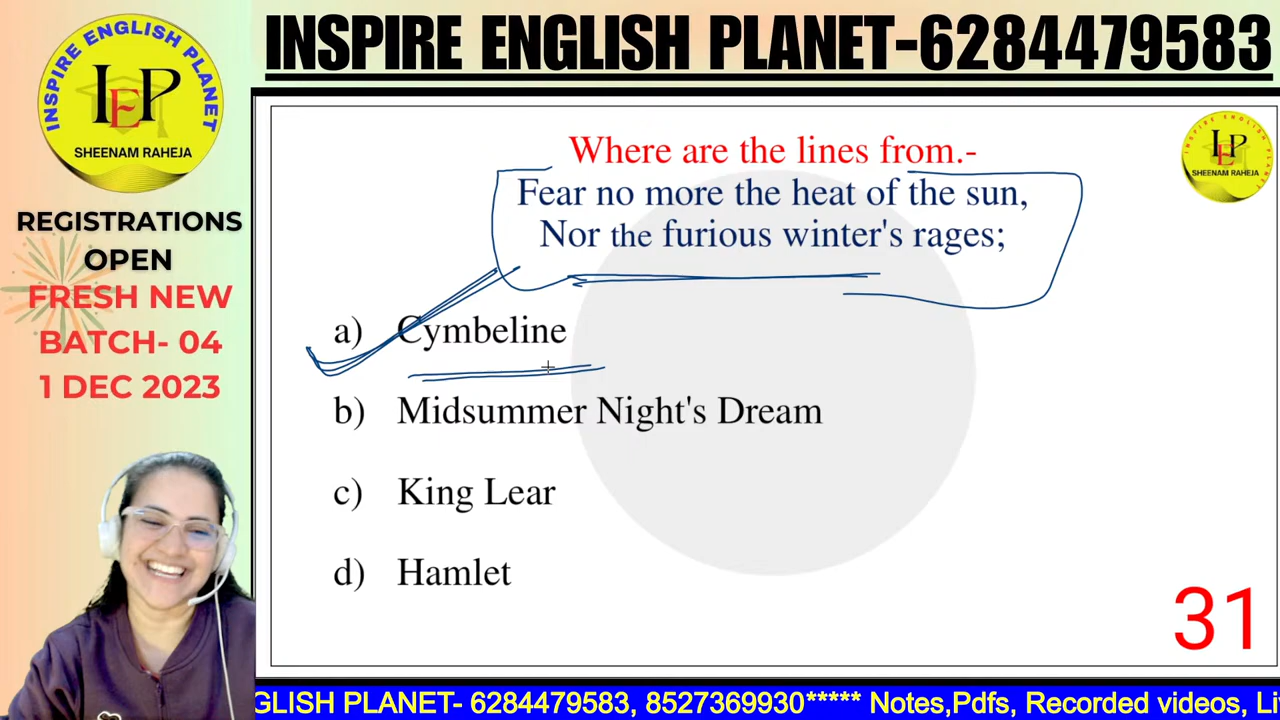 INSPIRE ENGLISH PLANET-6284479583
INSPIRE ENGLISH PLANET
IEP
SHEENAM RAHEJA
REGISTRATIONS
OPEN
FRESH NEW
BATCH- 04
1 DEC 2023
INSPIRE ENGLISH PLANET
IEP
SHEENAM RAHEJA
Where are the lines from.-
Fear no more the heat of the sun,
Nor the furious winter's rages;
a) Cymbeline
b) Midsummer Night's Dream
c) King Lear
d) Hamlet
31
GLISH PLANET- 6284479583, 8527369930***** Notes,Pdfs, Recorded videos, Li